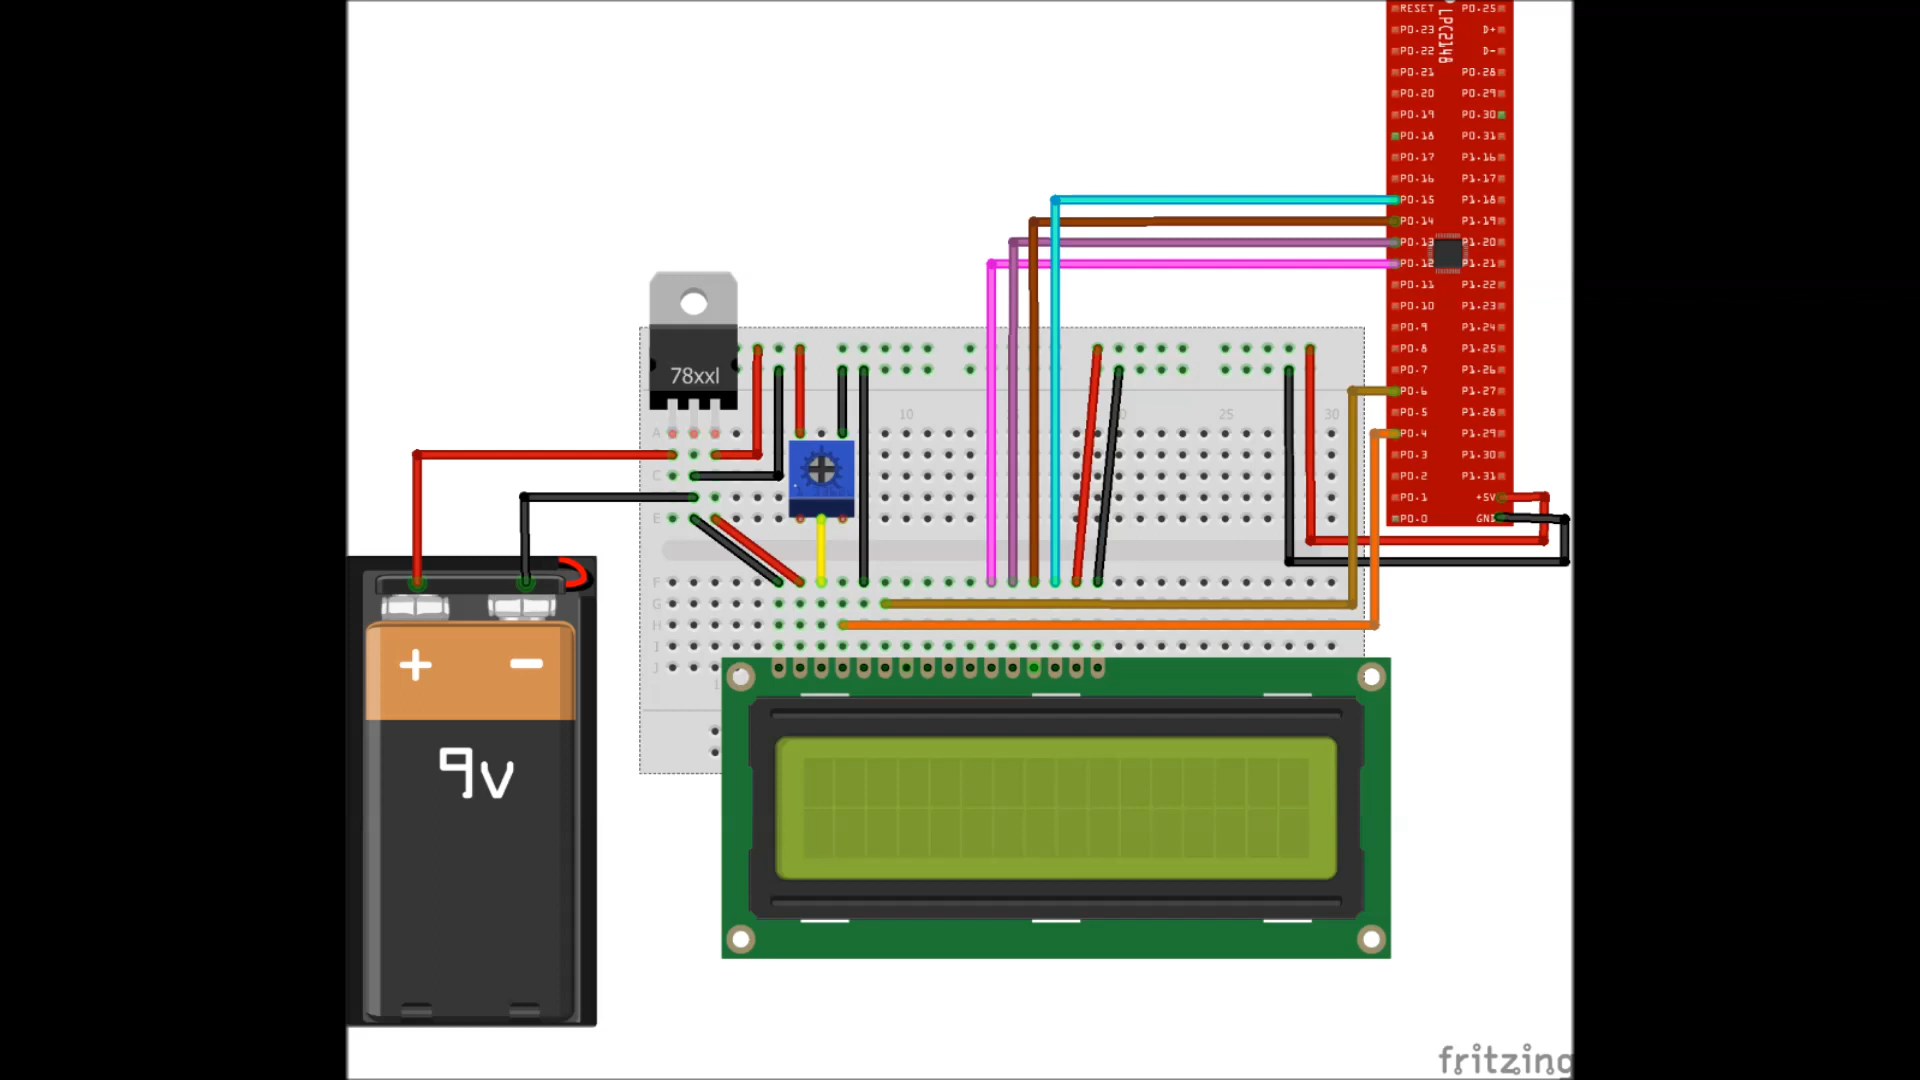 RESET P0.25
LPC2148
P0.23 D+
P0.22 D-
P0.21 P0.28
P0.20 P0.29
P0.19 P0.30
P0.18 P0.31
P0.17 P1.16
P0.16 P1.17
P0.15 P1.18
P0.14 P1.19
P0.13 P1.20
P0.12 P1.21
P0.11 P1.22
P0.10 P1.23
P0.9 P1.24
P0.8 P1.25
P0.7 P1.26
P0.6 P1.27
P0.5 P1.28
P0.4 P1.29
P0.3 P1.30
P0.2 P1.31
P0.1 +5V
P0.0 GND
78xxl
10 25 30
A
C
E
F
G
H
I
J
+ −
9v
fritzing